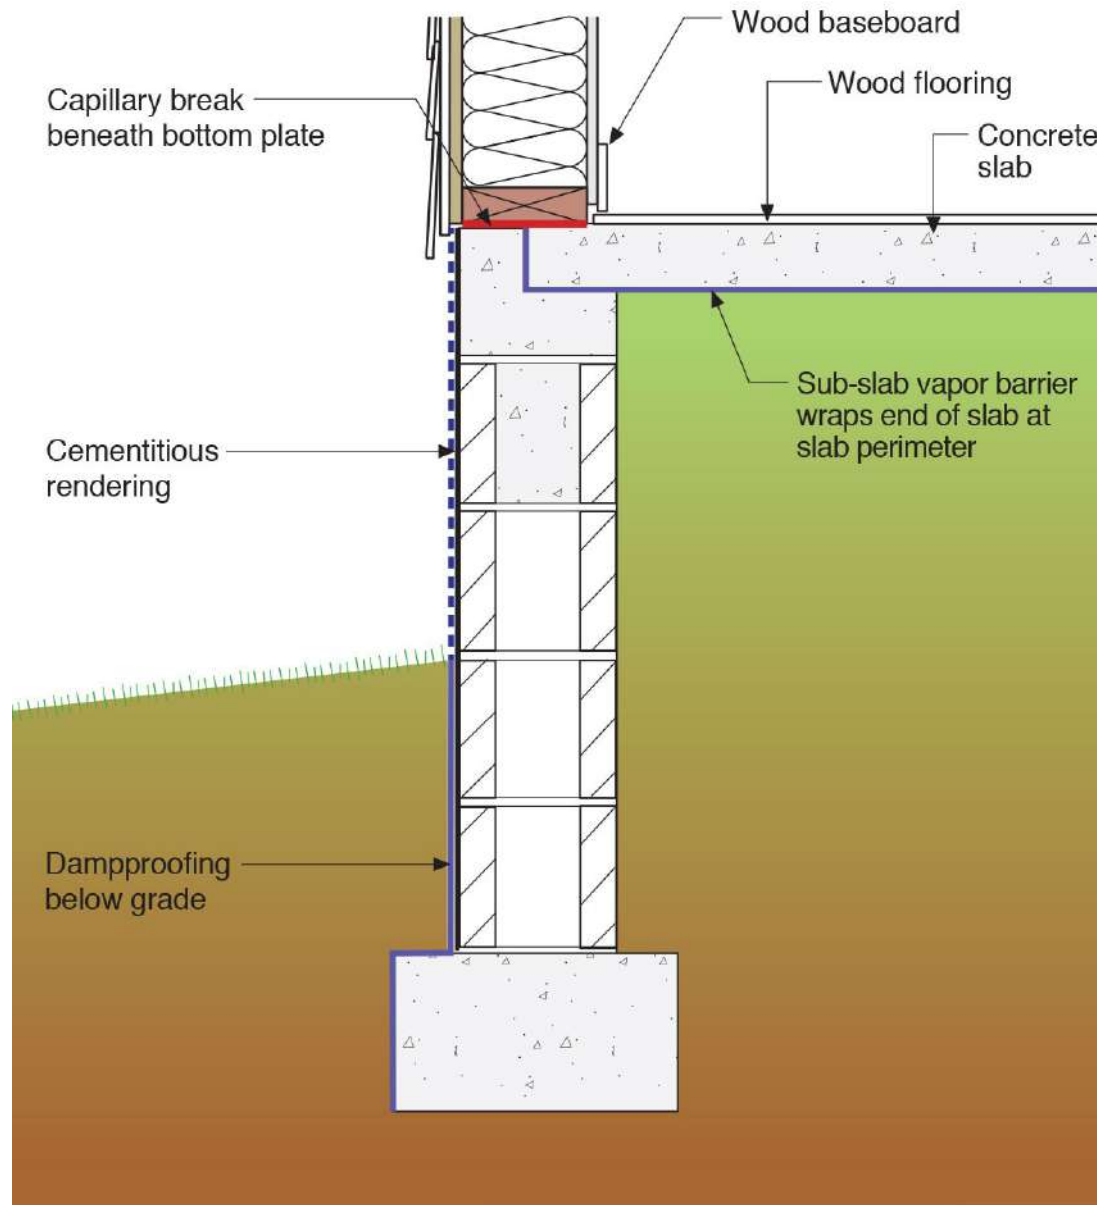 Wood baseboard
Wood flooring
Capillary break
beneath bottom plate
Concrete
slab
Sub-slab vapor barrier
wraps end of slab at
slab perimeter
Cementitious
rendering
Dampproofing
below grade